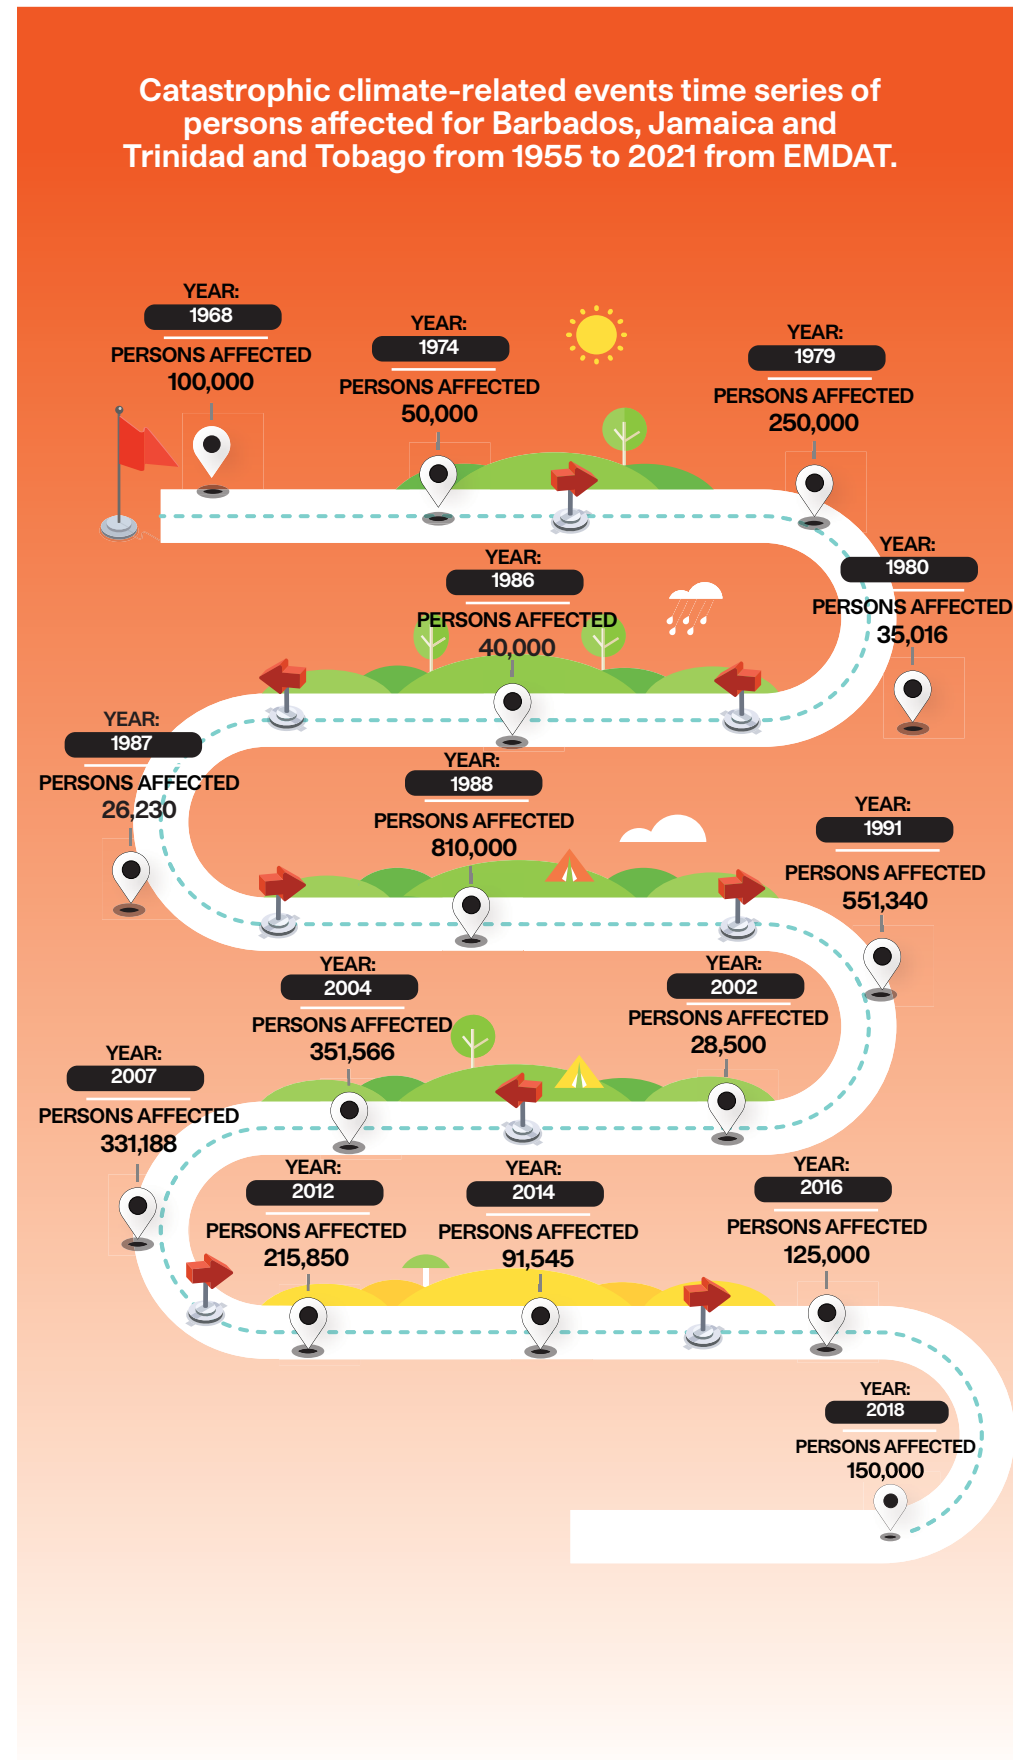 Catastrophic climate-related events time series of
persons affected for Barbados, Jamaica and
Trinidad and Tobago from 1955 to 2021 from EMDAT.
YEAR:
1968
PERSONS AFFECTED
100,000
YEAR:
1974
PERSONS AFFECTED
50,000
YEAR:
1979
PERSONS AFFECTED
250,000
YEAR:
1980
PERSONS AFFECTED
35,016
YEAR:
1986
PERSONS AFFECTED
40,000
YEAR:
1987
PERSONS AFFECTED
26,230
YEAR:
1988
PERSONS AFFECTED
810,000
YEAR:
1991
PERSONS AFFECTED
551,340
YEAR:
2002
PERSONS AFFECTED
28,500
YEAR:
2004
PERSONS AFFECTED
351,566
YEAR:
2007
PERSONS AFFECTED
331,188
YEAR:
2012
PERSONS AFFECTED
215,850
YEAR:
2014
PERSONS AFFECTED
91,545
YEAR:
2016
PERSONS AFFECTED
125,000
YEAR:
2018
PERSONS AFFECTED
150,000